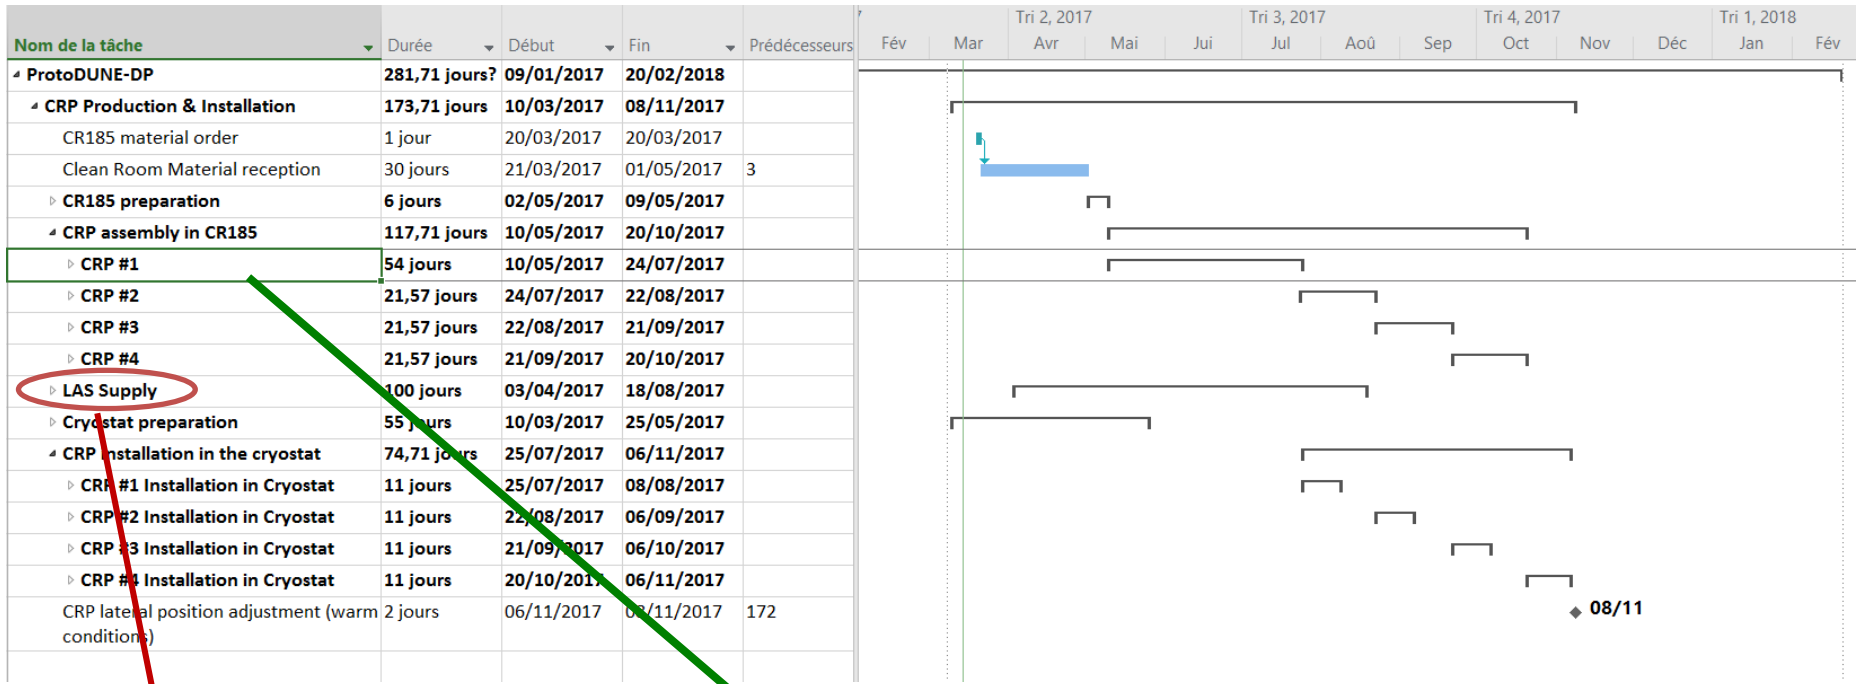 Tri 2, 2017 Tri 3, 2017 Tri 4, 2017 Tri 1, 2018
Nom de la tâche Durée Début Fin Prédécesseurs Fév Mar Avr Mai Jui Jul Aoû Sep Oct Nov Déc Jan Fév
ProtoDUNE-DP 281,71 jours? 09/01/2017 20/02/2018
CRP Production & Installation 173,71 jours 10/03/2017 08/11/2017
CR185 material order 1 jour 20/03/2017 20/03/2017
Clean Room Material reception 30 jours 21/03/2017 01/05/2017 3
CR185 preparation 6 jours 02/05/2017 09/05/2017
CRP assembly in CR185 117,71 jours 10/05/2017 20/10/2017
CRP #1 54 jours 10/05/2017 24/07/2017
CRP #2 21,57 jours 24/07/2017 22/08/2017
CRP #3 21,57 jours 22/08/2017 21/09/2017
CRP #4 21,57 jours 21/09/2017 20/10/2017
LAS Supply 100 jours 03/04/2017 18/08/2017
Cryostat preparation 55 jours 10/03/2017 25/05/2017
CRP installation in the cryostat 74,71 jours 25/07/2017 06/11/2017
CRP #1 Installation in Cryostat 11 jours 25/07/2017 08/08/2017
CRP #2 Installation in Cryostat 11 jours 22/08/2017 06/09/2017
CRP #3 Installation in Cryostat 11 jours 21/09/2017 06/10/2017
CRP #4 Installation in Cryostat 11 jours 20/10/2017 06/11/2017
CRP lateral position adjustment (warm 2 jours 06/11/2017 08/11/2017 172 08/11
conditions)